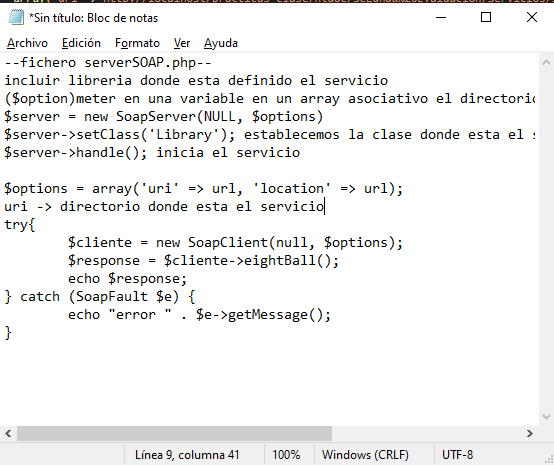 *Sin título: Bloc de notas
Archivo Edición Formato Ver Ayuda
--fichero serverSOAP.php--
incluir libreria donde esta definido el servicio
($option)meter en una variable en un array asociativo el directorio
$server = new SoapServer(NULL, $options)
$server->setClass('Library'); establecemos la clase donde esta el s
$server->handle(); inicia el servicio
$options = array('uri' => url, 'location' => url);
uri -> directorio donde esta el servicio
try{
$cliente = new SoapClient(null, $options);
$response = $cliente->eightBall();
echo $response;
} catch (SoapFault $e) {
echo "error " . $e->getMessage();
}
Línea 9, columna 41 100% Windows (CRLF) UTF-8